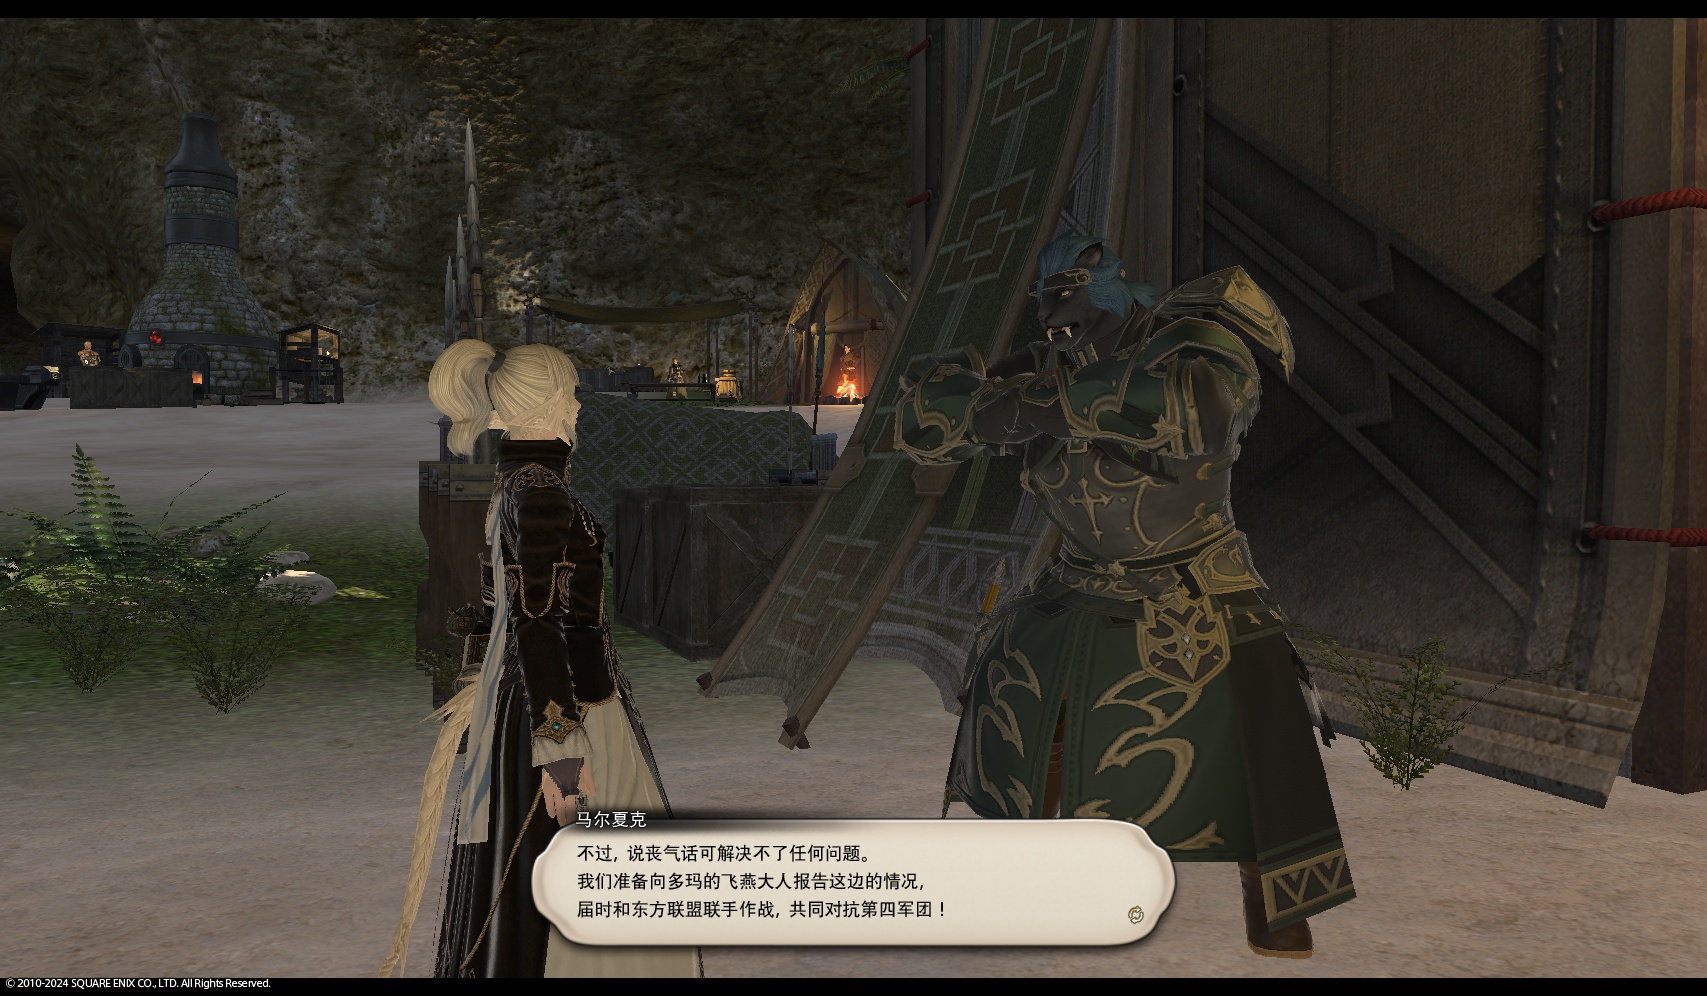 马尔夏克
不过, 说丧气话可解决不了任何问题。
我们准备向多玛的飞燕大人报告这边的情况,
届时和东方联盟联手作战, 共同对抗第四军团！
© 2010-2024 SQUARE ENIX CO., LTD. All Rights Reserved.